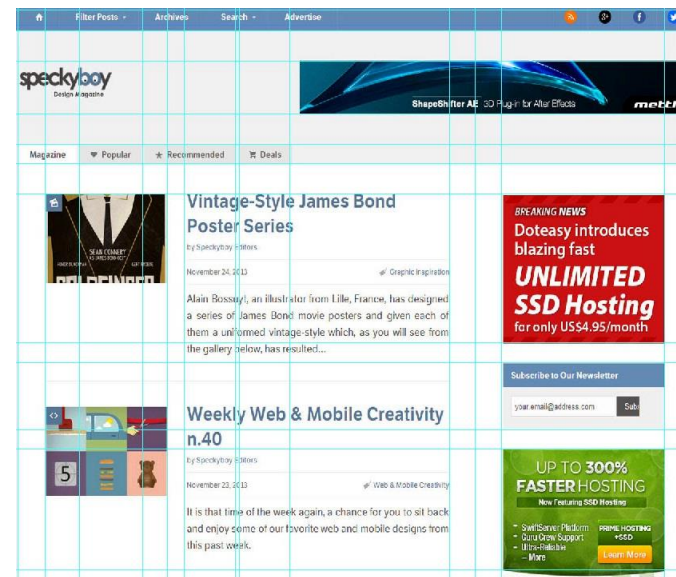 Filter Posts Archives Search Advertise
speckyboy
Design Magazine
ShapeShifter AE 3D Plug-in for After Effects
Magazine Popular Recommended Deals
Vintage-Style James Bond
Poster Series
by Speckyboy Editors
November 24, 2013 Graphic Inspiration
Alain Bossuyt, an illustrator from Lille, France, has designed
a series of James Bond movie posters and given each of
them a uniformed vintage-style which, as you will see from
the gallery below, has resulted...
SEAN CONNERY
BREAKING NEWS
Doteasy introduces
blazing fast
UNLIMITED
SSD Hosting
for only US$4.95/month
Subscribe to Our Newsletter
your.email@address.com Sub
Weekly Web & Mobile Creativity
n.40
by Speckyboy Editors
November 23, 2013 Web & Mobile Creativity
It is that time of the week again, a chance for you to sit back
and enjoy some of our favorite web and mobile designs from
this past week.
5
UP TO 300%
FASTER HOSTING
Now Featuring SSD Hosting
- SwiftServer Platform
- Guru Crew Support
- Ultra-Reliable
- More
PRIME HOSTING
+SSD
Learn More